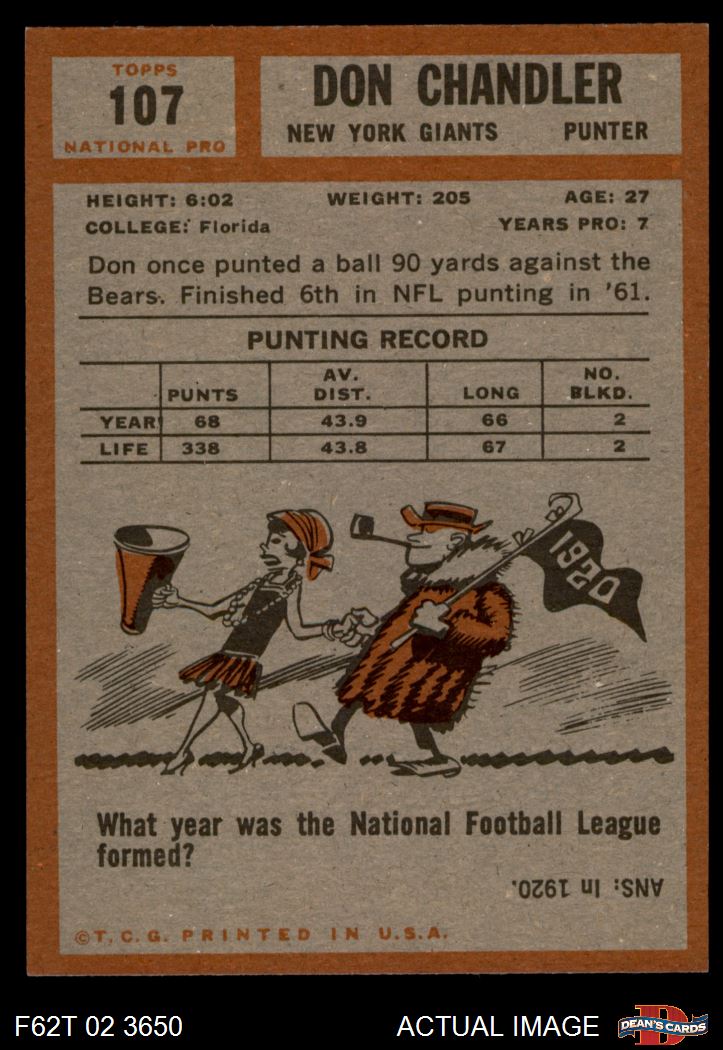 TOPPS
107
NATIONAL PRO
DON CHANDLER
NEW YORK GIANTS PUNTER
HEIGHT: 6:02 WEIGHT: 205 AGE: 27
COLLEGE: Florida YEARS PRO: 7
Don once punted a ball 90 yards against the
Bears. Finished 6th in NFL punting in '61.
PUNTING RECORD
PUNTS AV. DIST. LONG NO. BLKD.
YEAR 68 43.9 66 2
LIFE 338 43.8 67 2
1920
What year was the National Football League
formed?
ANS: In 1920.
©T.C.G. PRINTED IN U.S.A.
F62T 02 3650 ACTUAL IMAGE D DEAN'S CARDS